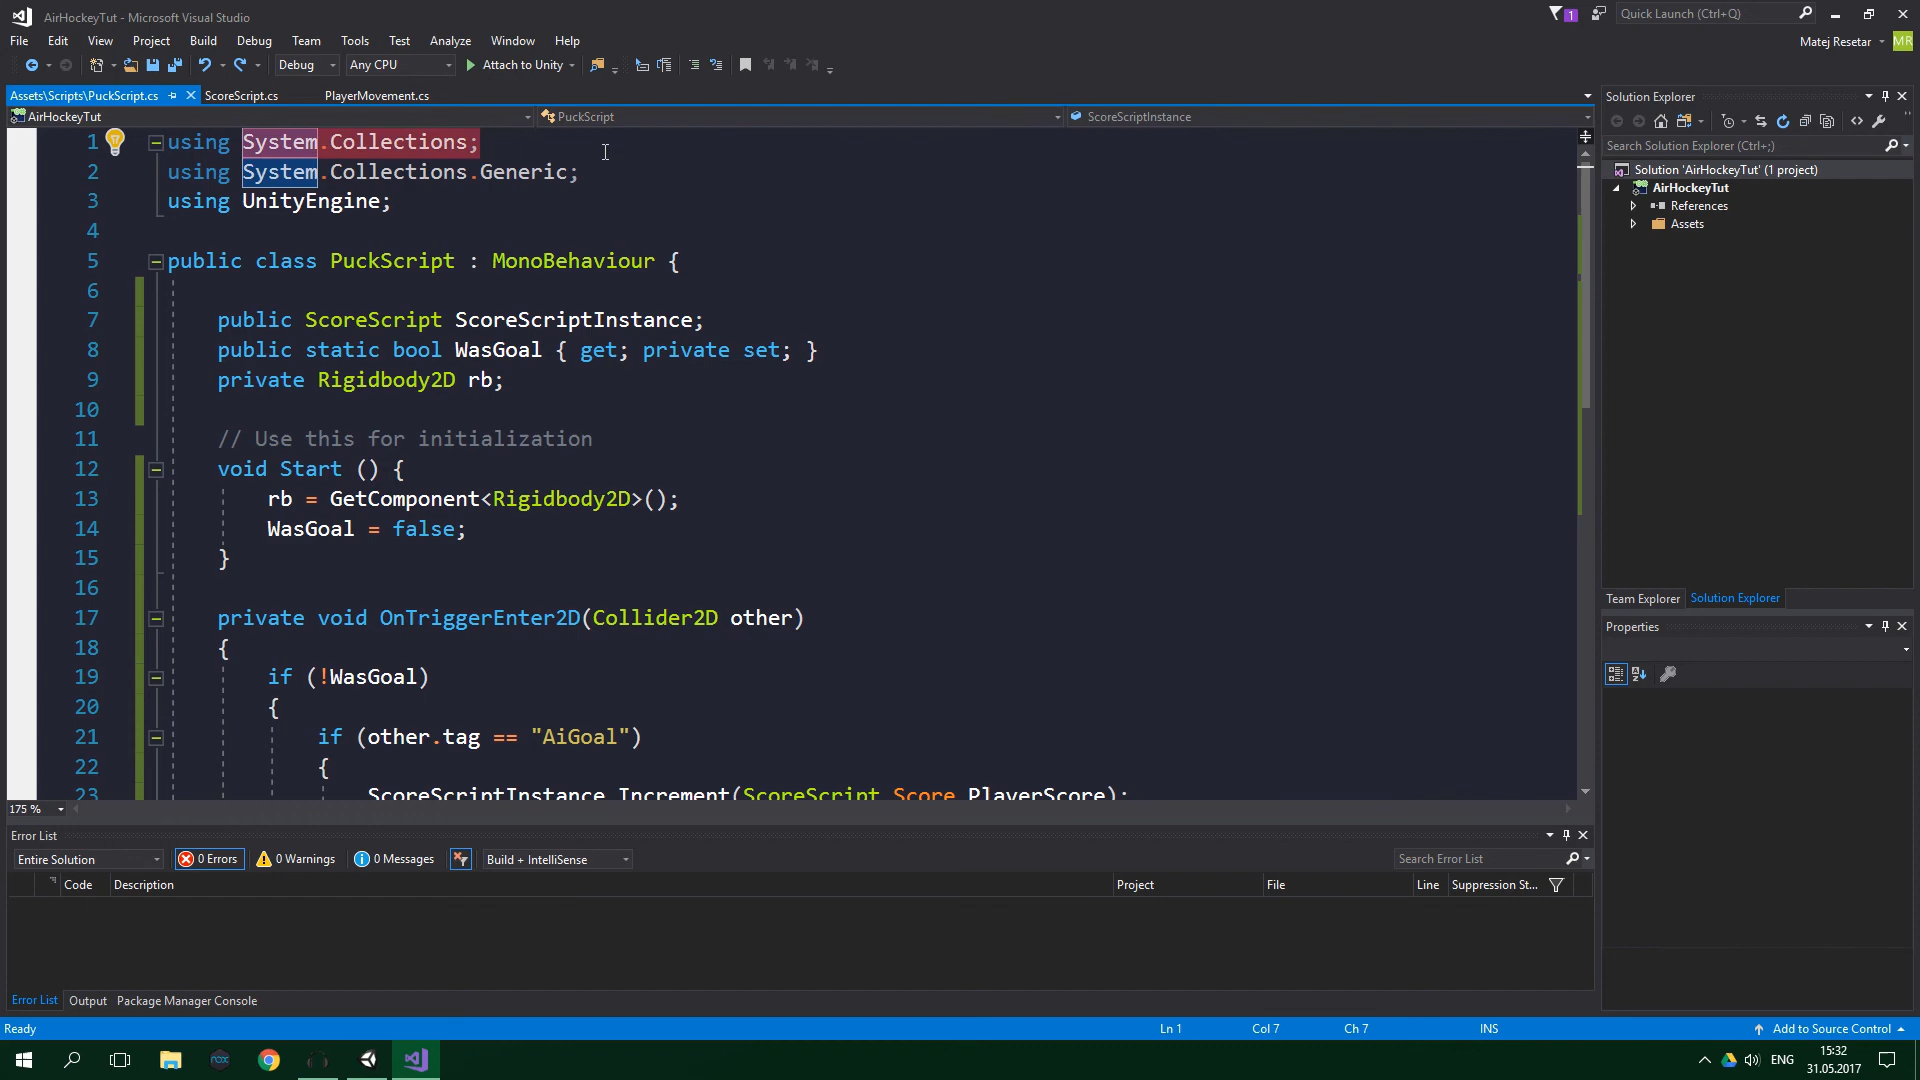 AirHockeyTut - Microsoft Visual Studio
1
Quick Launch (Ctrl+Q)
File Edit View Project Build Debug Team Tools Test Analyze Window Help
Matej Resetar
MR
Debug Any CPU Attach to Unity
Assets\Scripts\PuckScript.cs ScoreScript.cs PlayerMovement.cs
AirHockeyTut PuckScript ScoreScriptInstance
1 using System.Collections;
2 using System.Collections.Generic;
3 using UnityEngine;
4
5 public class PuckScript : MonoBehaviour {
6
7 public ScoreScript ScoreScriptInstance;
8 public static bool WasGoal { get; private set; }
9 private Rigidbody2D rb;
10
11 // Use this for initialization
12 void Start () {
13 rb = GetComponent<Rigidbody2D>();
14 WasGoal = false;
15 }
16
17 private void OnTriggerEnter2D(Collider2D other)
18 {
19 if (!WasGoal)
20 {
21 if (other.tag == "AiGoal")
22 {
23 ScoreScriptInstance.Increment(ScoreScript.Score.PlayerScore);
175 %
Solution Explorer
Search Solution Explorer (Ctrl+;)
Solution 'AirHockeyTut' (1 project)
AirHockeyTut
References
Assets
Team Explorer Solution Explorer
Properties
Error List
Entire Solution 0 Errors 0 Warnings 0 Messages Build + IntelliSense Search Error List
Code Description Project File Line Suppression St...
Error List Output Package Manager Console
Ready Ln 1 Col 7 Ch 7 INS Add to Source Control
nox
ENG
15:32
31.05.2017